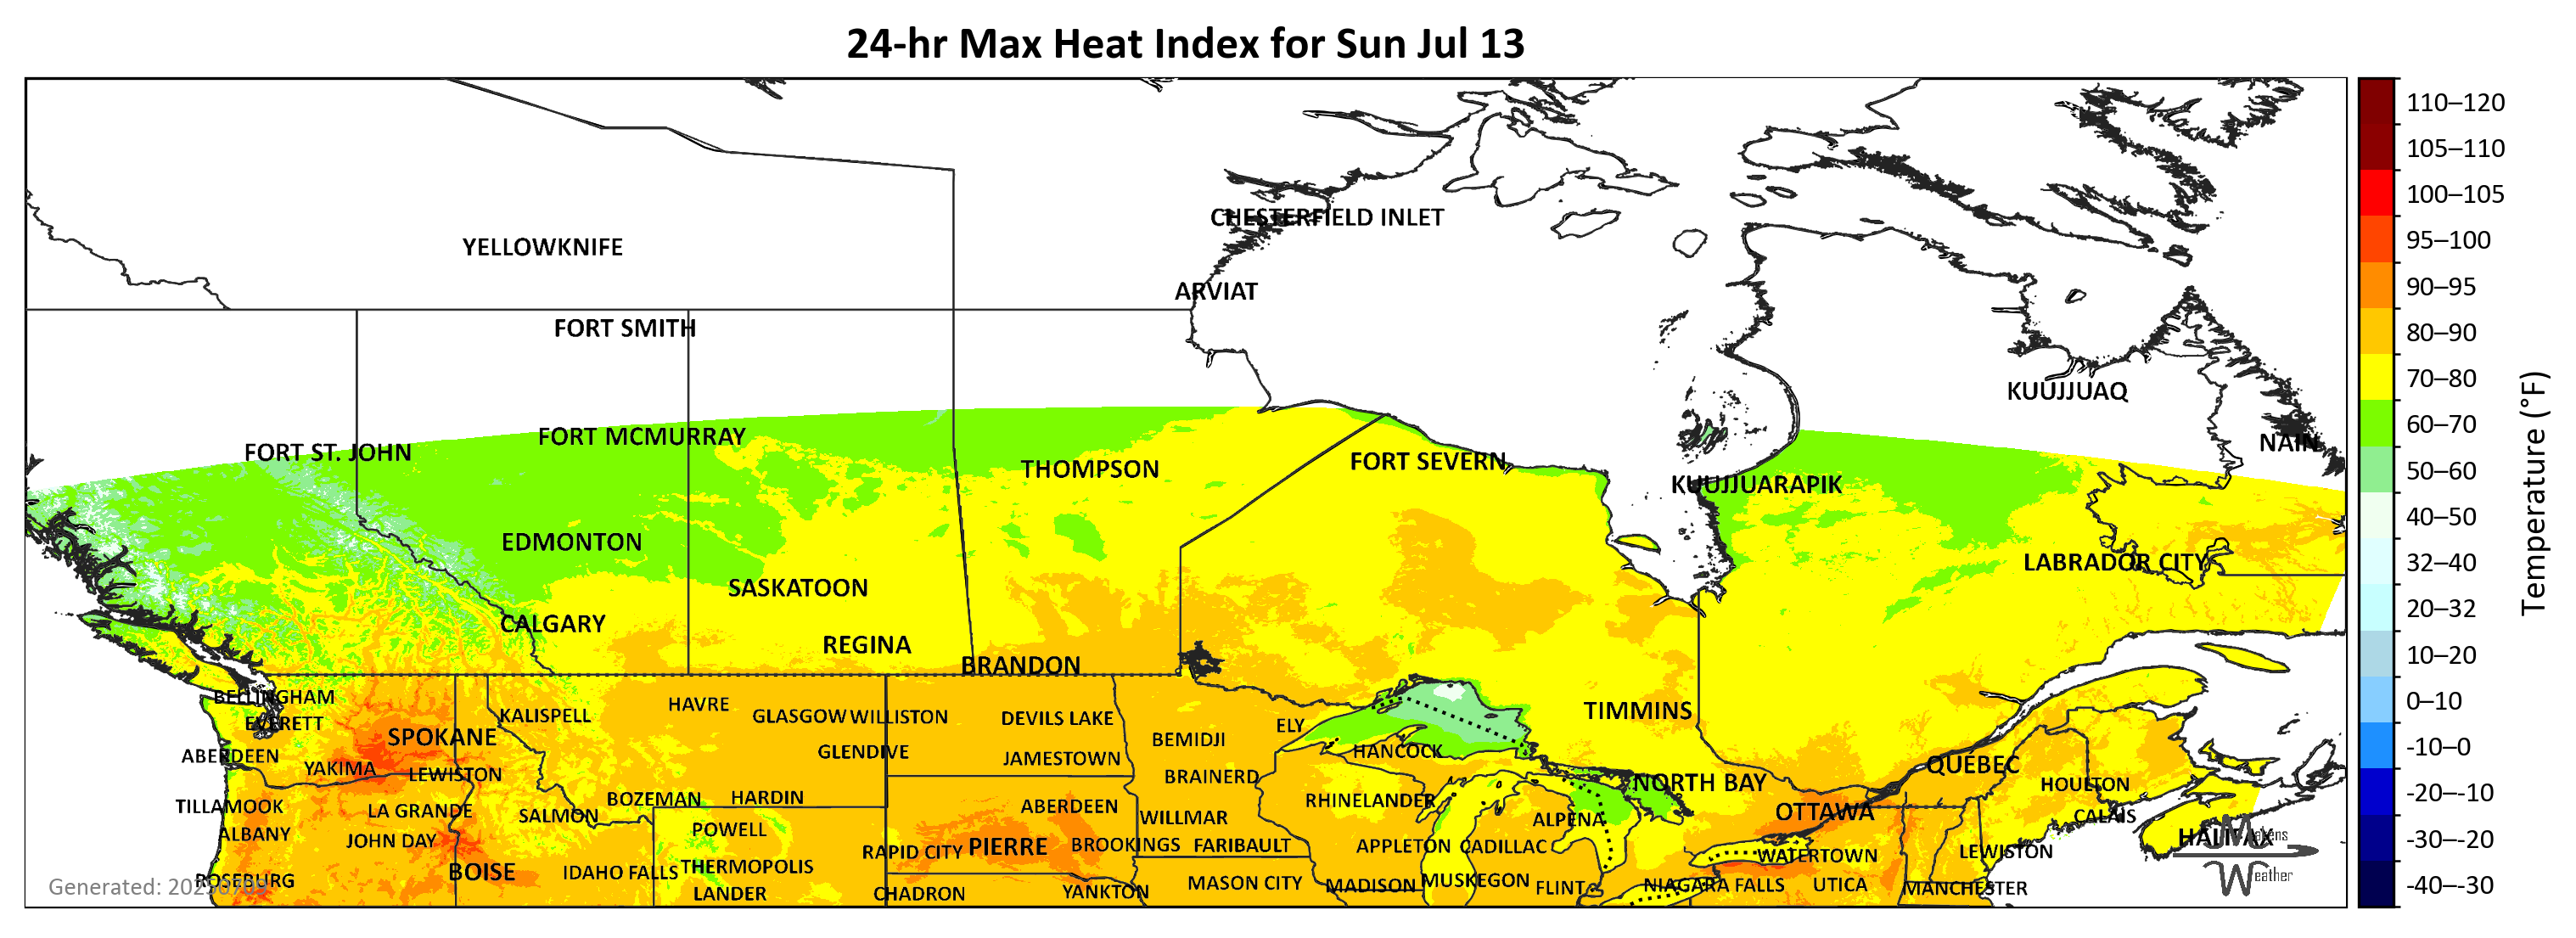 24-hr Max Heat Index for Sun Jul 13
110–120
105–110
100–105
95–100
90–95
80–90
70–80
60–70
50–60
40–50
32–40
20–32
10–20
0–10
-10–0
-20–-10
-30–-20
-40–-30
Temperature (°F)
CHESTERFIELD INLET
YELLOWKNIFE
ARVIAT
FORT SMITH
KUUJJUAQ
FORT MCMURRAY
NAIN
FORT ST. JOHN
FORT SEVERN
THOMPSON
KUUJJUARAPIK
EDMONTON
LABRADOR CITY
SASKATOON
CALGARY
REGINA
BRANDON
BELLINGHAM
HAVRE
TIMMINS
KALISPELL
GLASGOW WILLISTON
DEVILS LAKE
EVERETT
ELY
SPOKANE
BEMIDJI
ABERDEEN
GLENDIVE
HANCOCK
JAMESTOWN
QUÉBEC
YAKIMA
LEWISTON
BRAINERD
NORTH BAY
HOULTON
BOZEMAN
HARDIN
RHINELANDER
TILLAMOOK
LA GRANDE
ABERDEEN
OTTAWA
SALMON
WILLMAR
CALAIS
ALPENA
ALBANY
POWELL
HALIFAX
JOHN DAY
RAPID CITY
PIERRE
BROOKINGS
FARIBAULT
APPLETON
CADILLAC
LEWISTON
WATERTOWN
BOISE
IDAHO FALLS
THERMOPOLIS
ROSEBURG
MASON CITY
MADISON
MUSKEGON
FLINT
NIAGARA FALLS
UTICA
MANCHESTER
LANDER
CHADRON
YANKTON
Makens
Weather